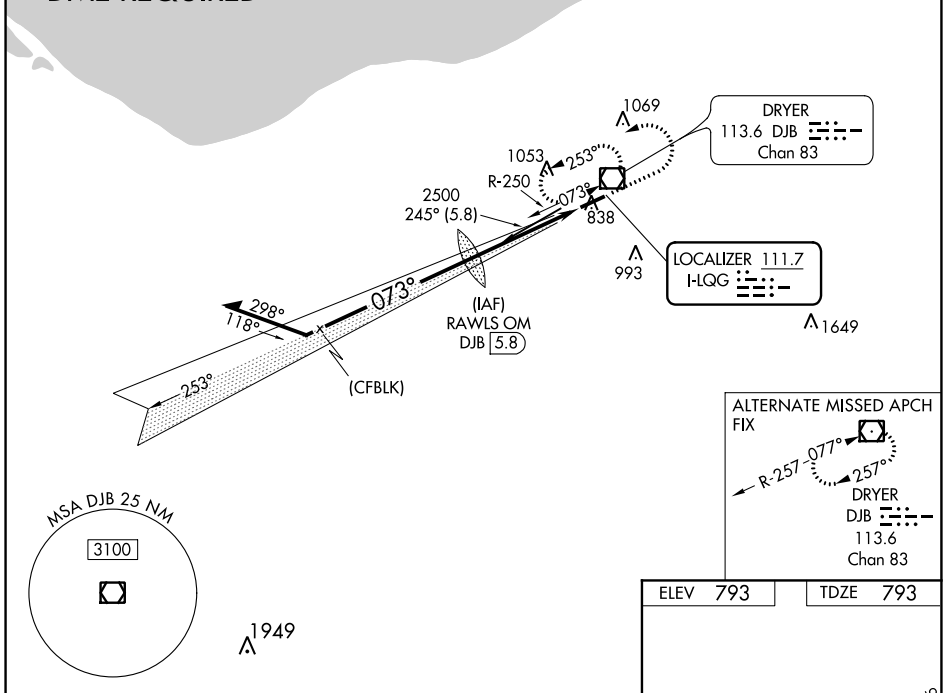 1069
DRYER
113.6 DJB
Chan 83
1053
253°
R-250
073°
838
2500
245° (5.8)
993
LOCALIZER 111.7
I-LQG
1649
073°
(IAF)
RAWLS OM
DJB 5.8
298°
118°
253°
(CFBLK)
ALTERNATE MISSED APCH
FIX
R-257
077°
257°
DRYER
DJB
113.6
Chan 83
MSA DJB 25 NM
3100
1949
ELEV 793
TDZE 793